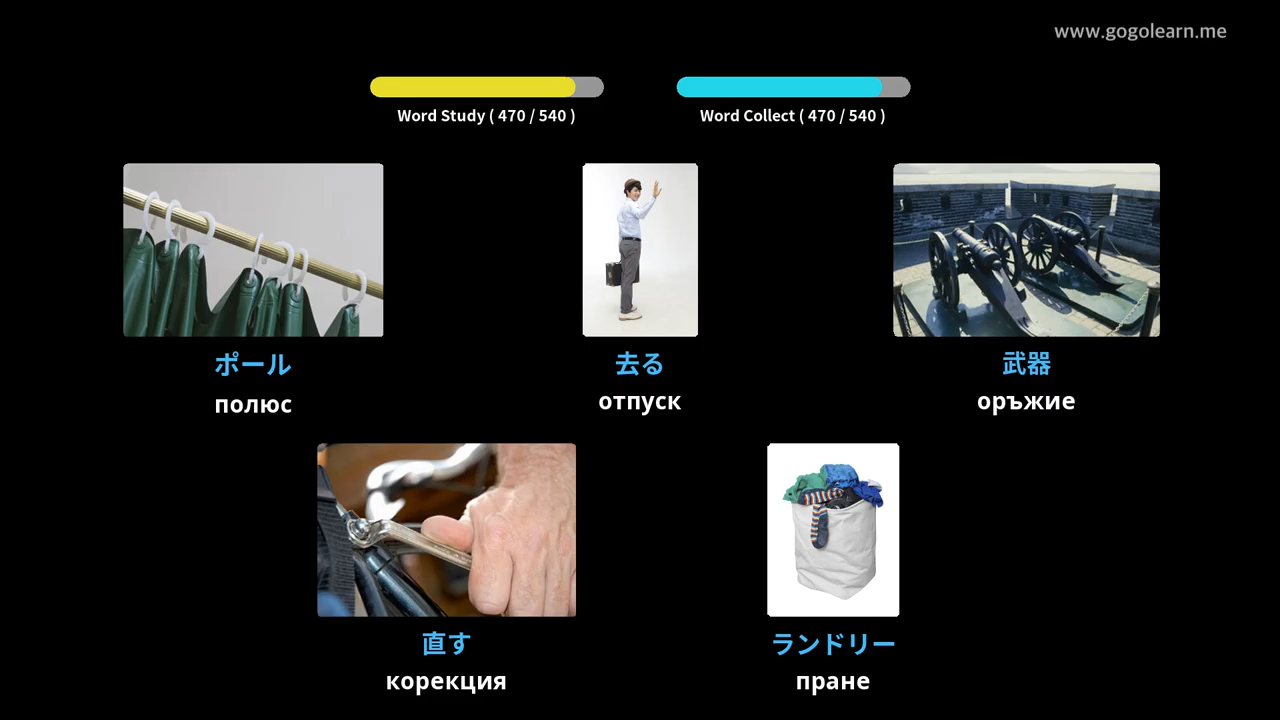 www.gogolearn.me
Word Study ( 470 / 540 )
Word Collect ( 470 / 540 )
ポール
полюс
去る
отпуск
武器
оръжие
直す
корекция
ランドリー
пране